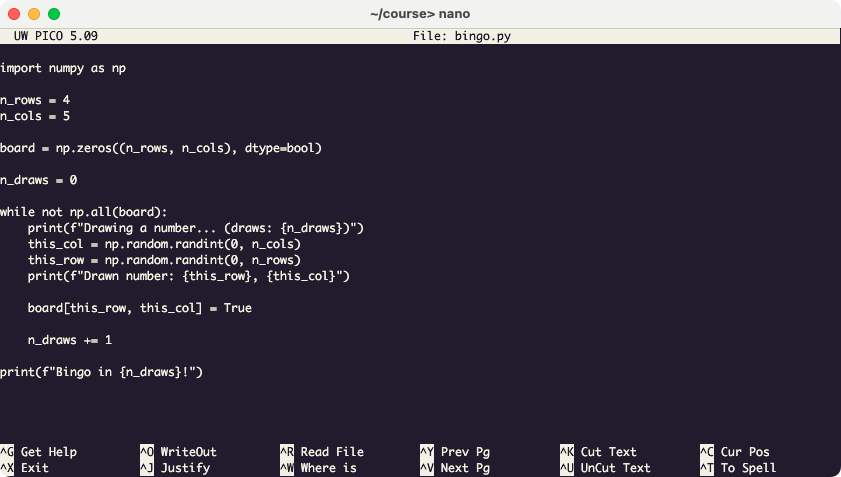 ~/course> nano
UW PICO 5.09 File: bingo.py
import numpy as np
n_rows = 4
n_cols = 5
board = np.zeros((n_rows, n_cols), dtype=bool)
n_draws = 0
while not np.all(board):
    print(f"Drawing a number... (draws: {n_draws})")
    this_col = np.random.randint(0, n_cols)
    this_row = np.random.randint(0, n_rows)
    print(f"Drawn number: {this_row}, {this_col}")
    board[this_row, this_col] = True
    n_draws += 1
print(f"Bingo in {n_draws}!")
^G Get Help ^O WriteOut ^R Read File ^Y Prev Pg ^K Cut Text ^C Cur Pos
^X Exit ^J Justify ^W Where is ^V Next Pg ^U UnCut Text ^T To Spell